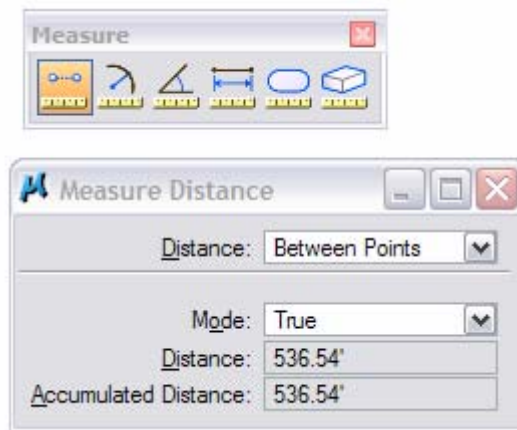 Measure
Measure Distance
Distance: Between Points
Mode: True
Distance: 536.54'
Accumulated Distance: 536.54'